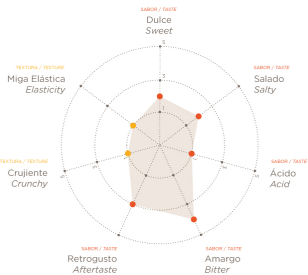 SABOR / TASTE
Dulce
Sweet
5
3
1
TEXTURA / TEXTURE
Miga Elástica
Elasticity
SABOR / TASTE
Salado
Salty
TEXTURA / TEXTURE
Crujiente
Crunchy
SABOR / TASTE
Ácido
Acid
SABOR / TASTE
Retrogusto
Aftertaste
SABOR / TASTE
Amargo
Bitter